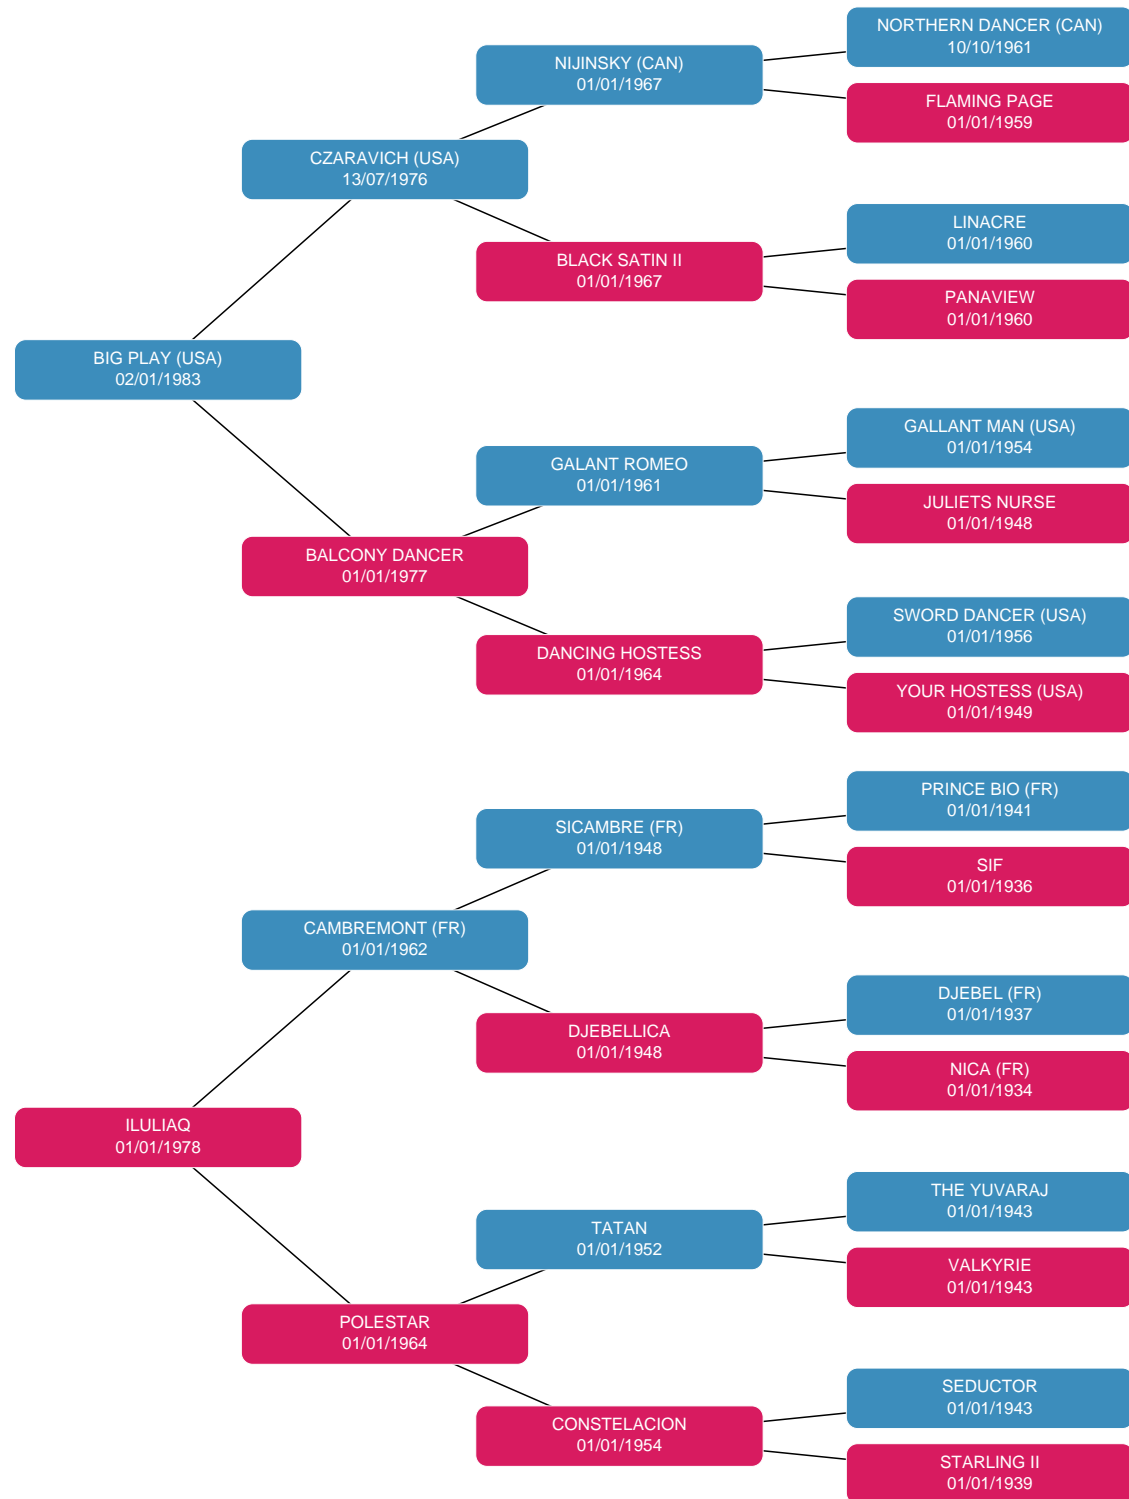 NORTHERN DANCER (CAN)
10/10/1961
NIJINSKY (CAN)
01/01/1967
FLAMING PAGE
01/01/1959
CZARAVICH (USA)
13/07/1976
LINACRE
01/01/1960
BLACK SATIN II
01/01/1967
PANAVIEW
01/01/1960
BIG PLAY (USA)
02/01/1983
GALLANT MAN (USA)
01/01/1954
GALANT ROMEO
01/01/1961
JULIETS NURSE
01/01/1948
BALCONY DANCER
01/01/1977
SWORD DANCER (USA)
01/01/1956
DANCING HOSTESS
01/01/1964
YOUR HOSTESS (USA)
01/01/1949
PRINCE BIO (FR)
01/01/1941
SICAMBRE (FR)
01/01/1948
SIF
01/01/1936
CAMBREMONT (FR)
01/01/1962
DJEBEL (FR)
01/01/1937
DJEBELLICA
01/01/1948
NICA (FR)
01/01/1934
ILULIAQ
01/01/1978
THE YUVARAJ
01/01/1943
TATAN
01/01/1952
VALKYRIE
01/01/1943
POLESTAR
01/01/1964
SEDUCTOR
01/01/1943
CONSTELACION
01/01/1954
STARLING II
01/01/1939